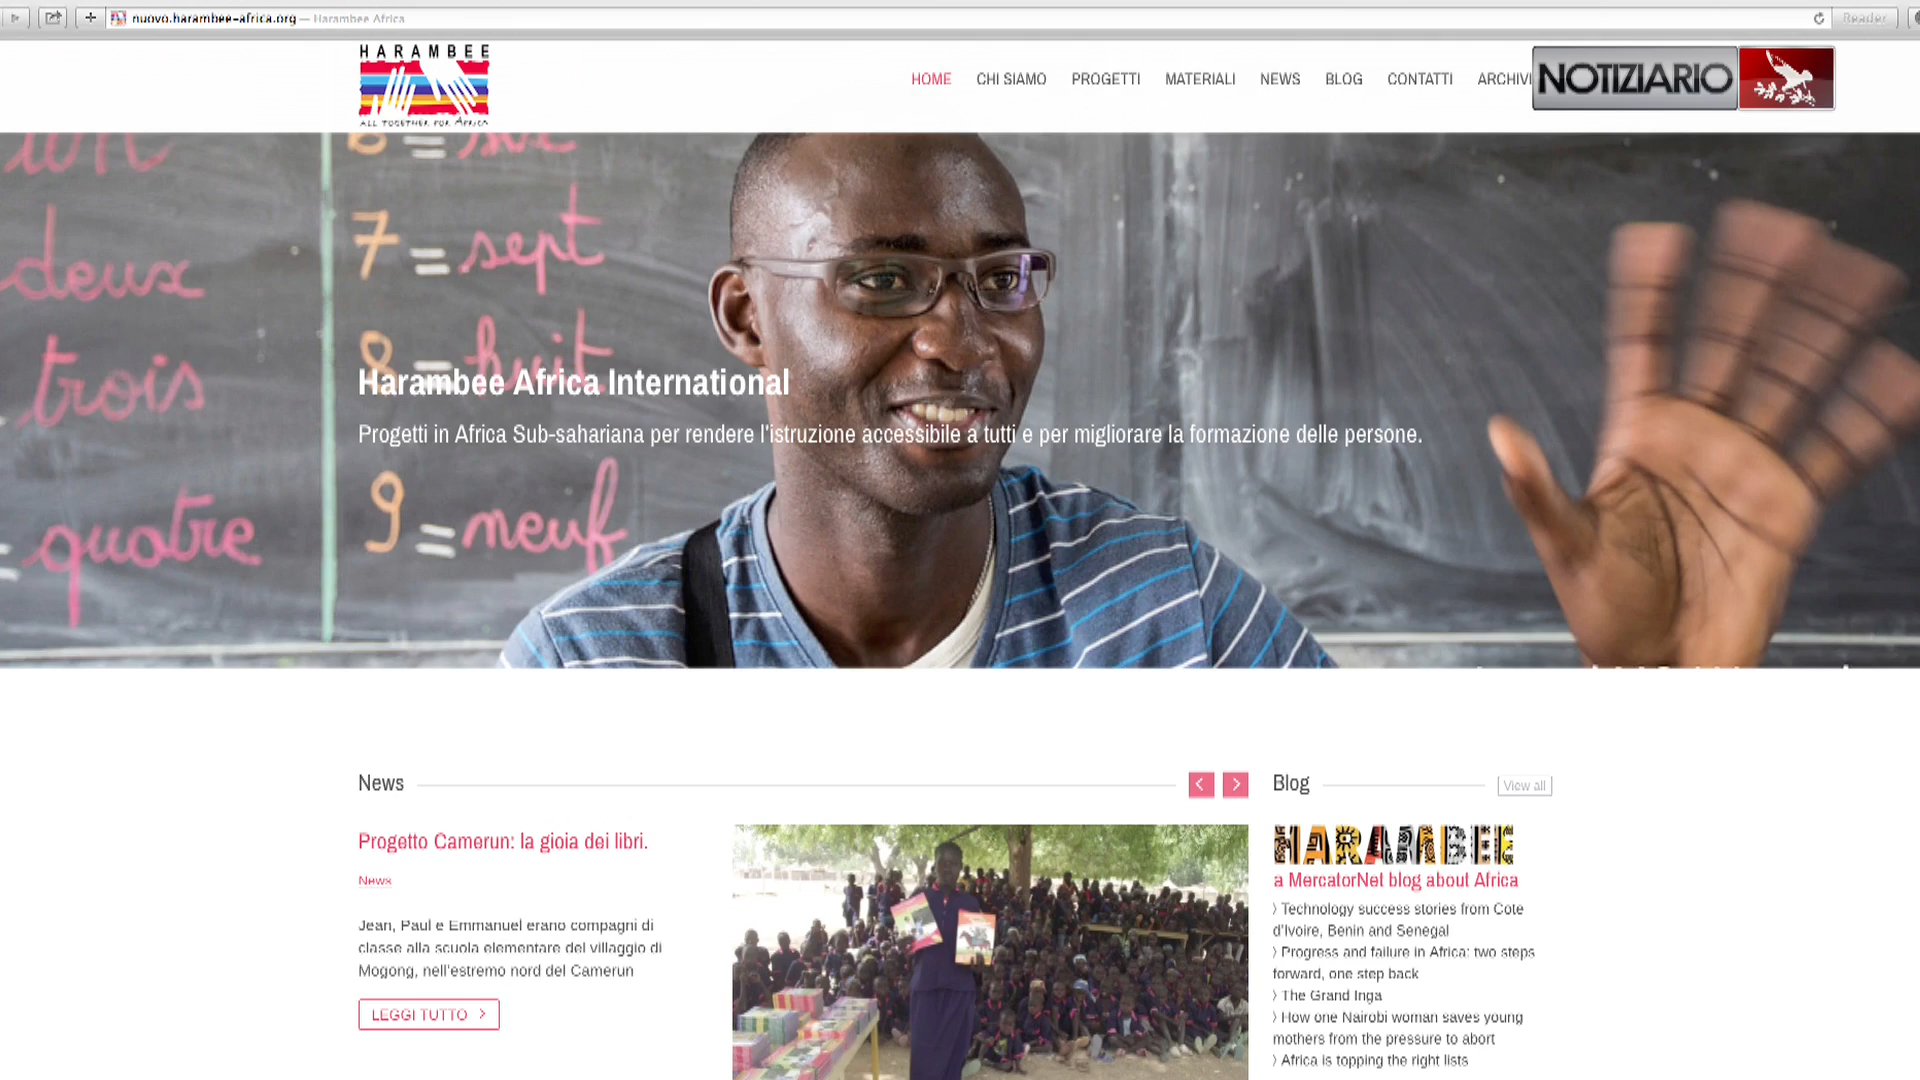 nuovo.harambee-africa.org — Harambee Africa
Reader
HARAMBEE
ALL TOGETHER FOR AFRICA
HOME CHI SIAMO PROGETTI MATERIALI NEWS BLOG CONTATTI ARCHIVI
NOTIZIARIO
deux
trois
quatre
7 = sept
8 = huit
9 = neuf
Harambee Africa International
Progetti in Africa Sub-sahariana per rendere l'istruzione accessibile a tutti e per migliorare la formazione delle persone.
News
Progetto Camerun: la gioia dei libri.
News
Jean, Paul e Emmanuel erano compagni di
classe alla scuola elementare del villaggio di
Mogong, nell'estremo nord del Camerun
LEGGI TUTTO
Blog
View all
HARAMBEE
a MercatorNet blog about Africa
Technology success stories from Cote
d'Ivoire, Benin and Senegal
Progress and failure in Africa: two steps
forward, one step back
The Grand Inga
How one Nairobi woman saves young
mothers from the pressure to abort
Africa is topping the right lists